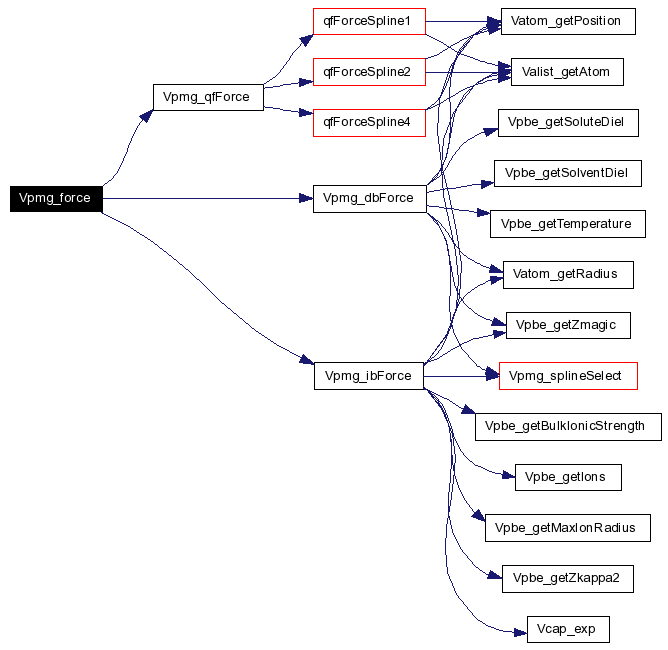 qfForceSpline1
Vatom_getPosition
qfForceSpline2
Valist_getAtom
Vpmg_qfForce
qfForceSpline4
Vpbe_getSoluteDiel
Vpbe_getSolventDiel
Vpmg_force
Vpmg_dbForce
Vpbe_getTemperature
Vatom_getRadius
Vpbe_getZmagic
Vpmg_ibForce
Vpmg_splineSelect
Vpbe_getBulkIonicStrength
Vpbe_getIons
Vpbe_getMaxIonRadius
Vpbe_getZkappa2
Vcap_exp